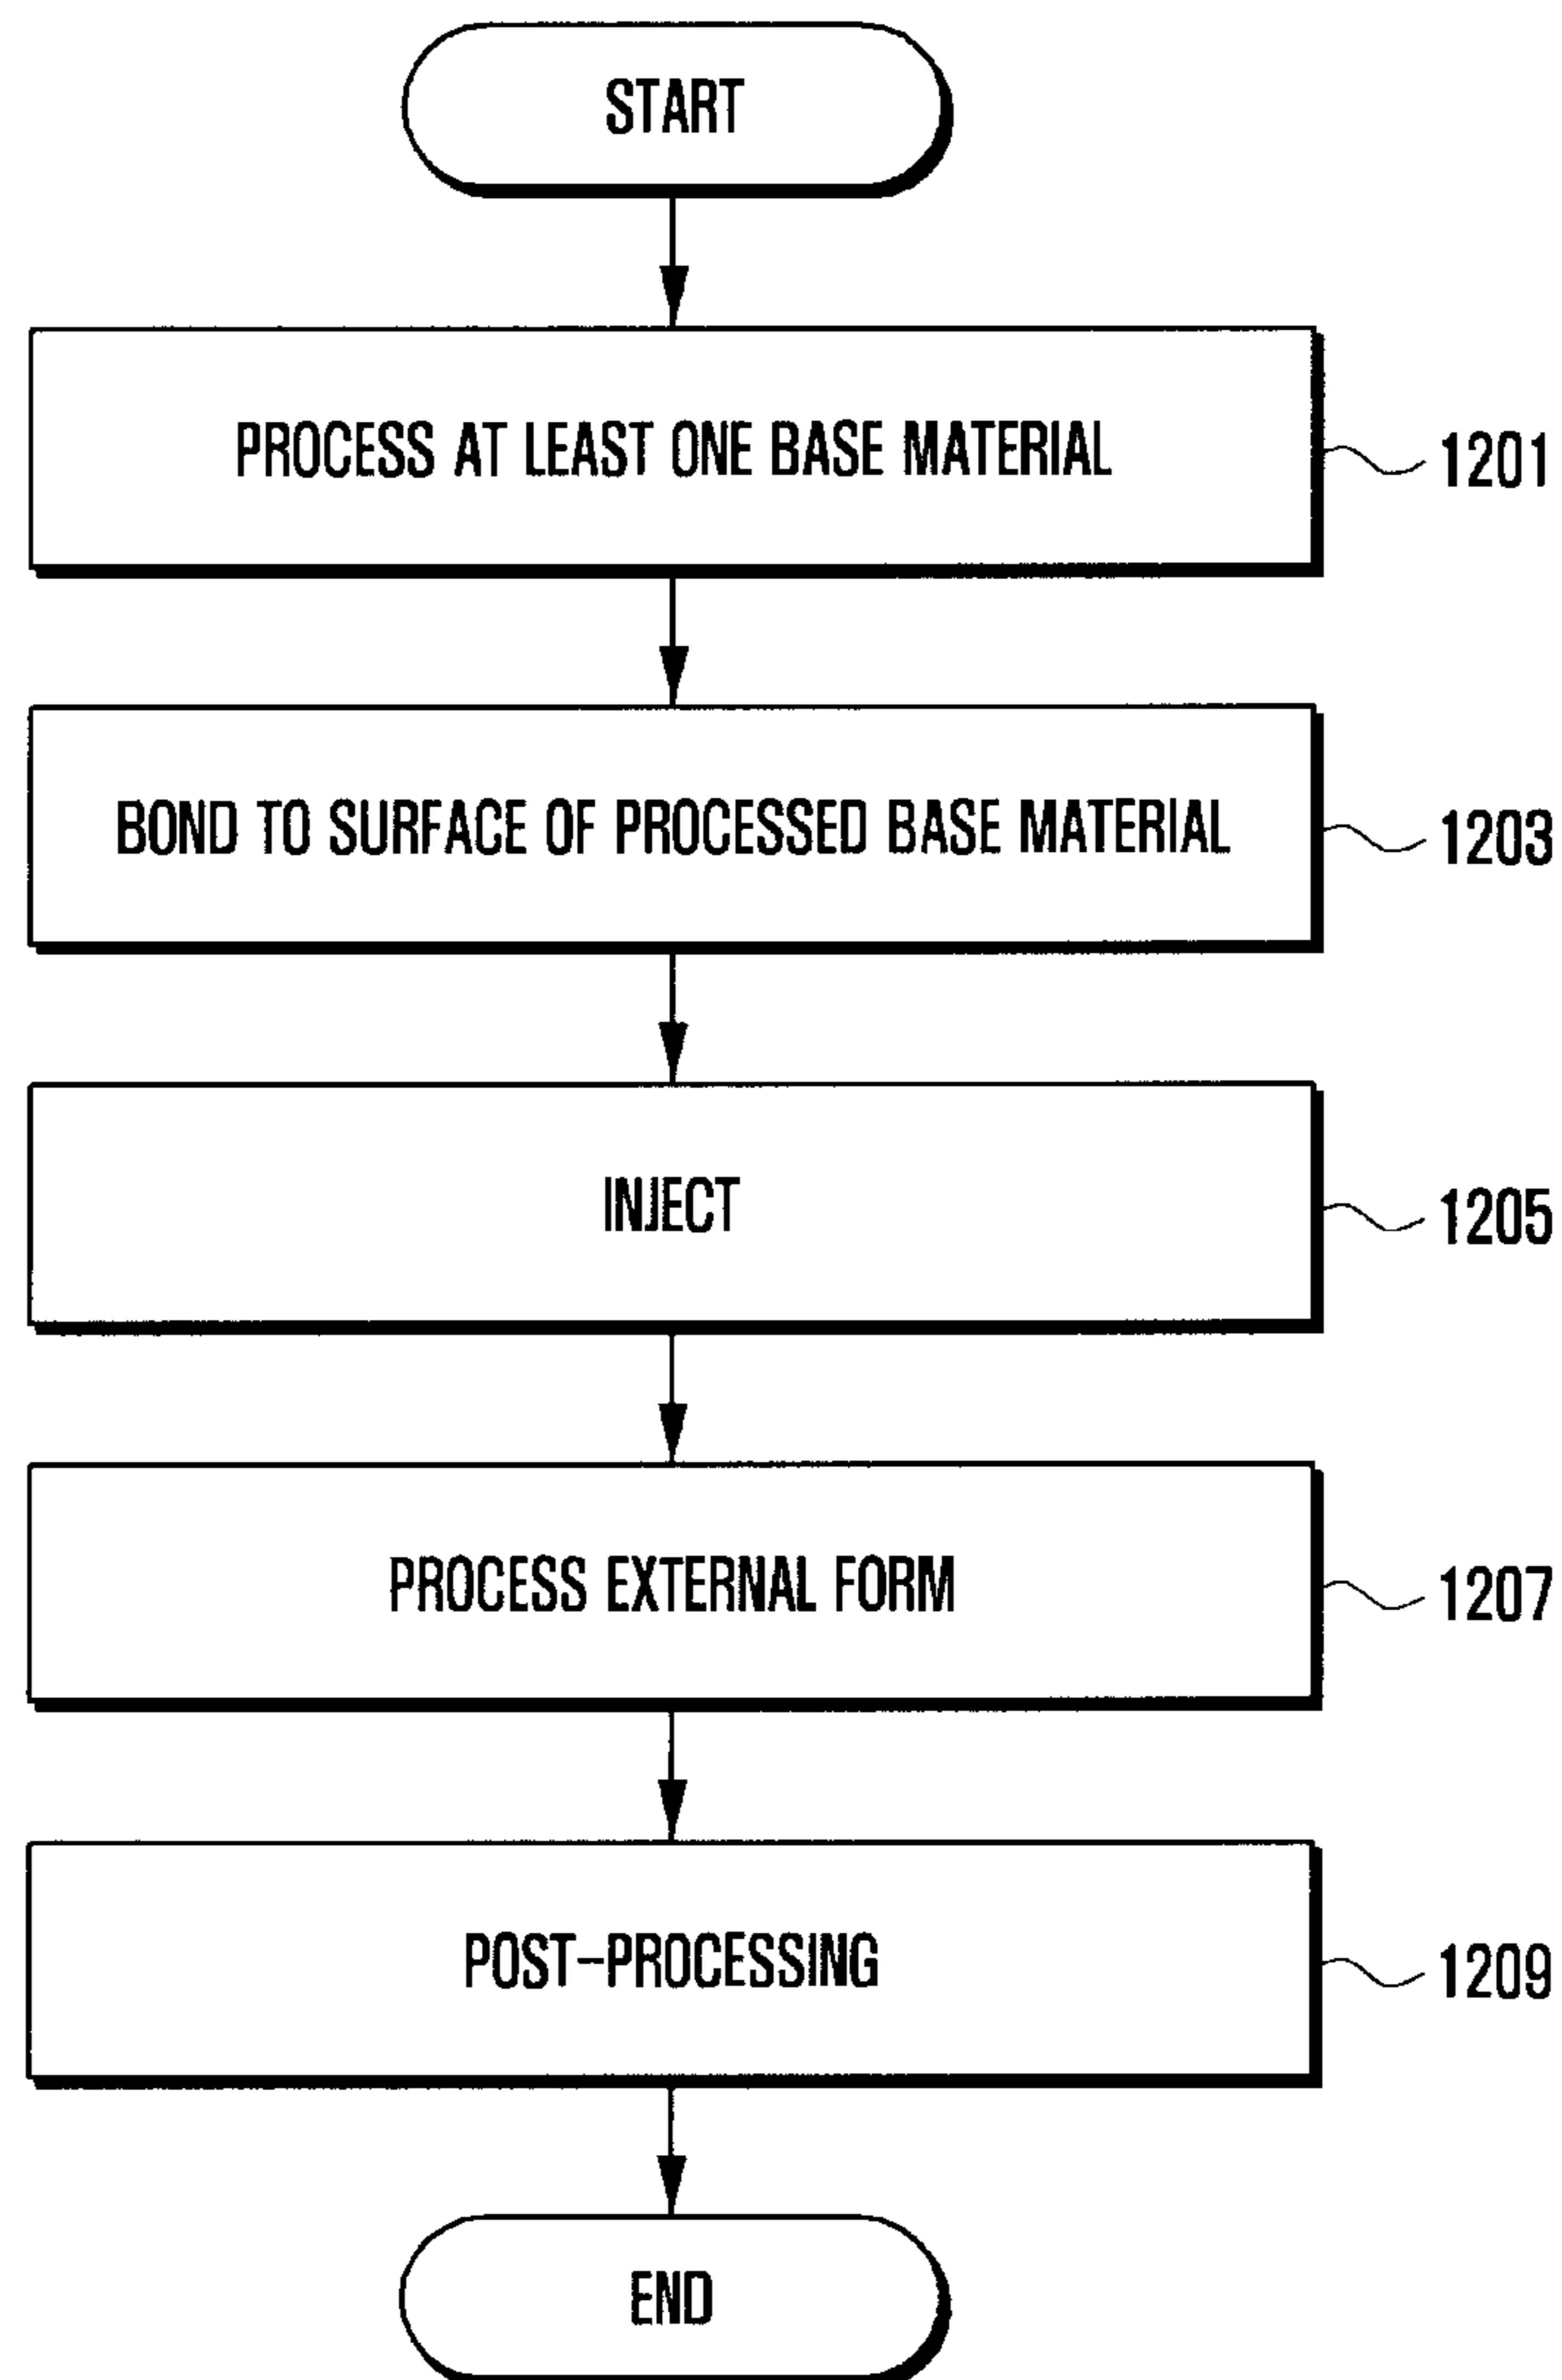 START
PROCESS AT LEAST ONE BASE MATERIAL
1201
BOND TO SURFACE OF PROCESSED BASE MATERIAL
1203
INJECT
1205
PROCESS EXTERNAL FORM
1207
POST-PROCESSING
1209
END